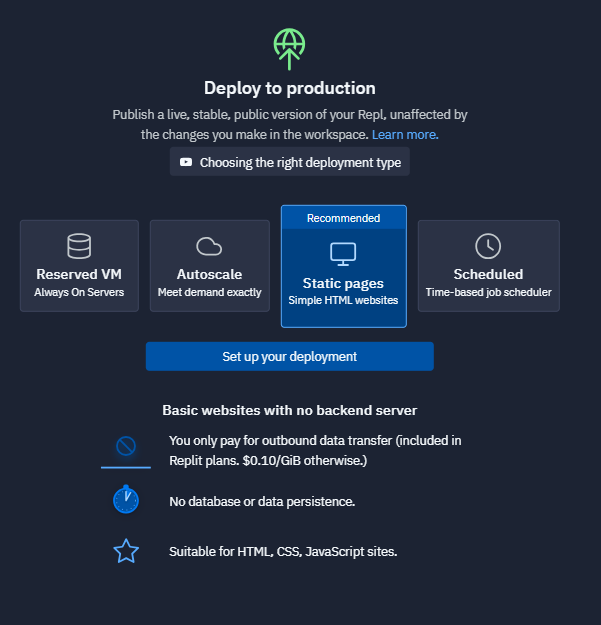 Deploy to production
Publish a live, stable, public version of your Repl, unaffected by
the changes you make in the workspace. Learn more.
Choosing the right deployment type
Reserved VM
Always On Servers
Autoscale
Meet demand exactly
Recommended
Static pages
Simple HTML websites
Scheduled
Time-based job scheduler
Set up your deployment
Basic websites with no backend server
You only pay for outbound data transfer (included in
Replit plans. $0.10/GiB otherwise.)
No database or data persistence.
Suitable for HTML, CSS, JavaScript sites.